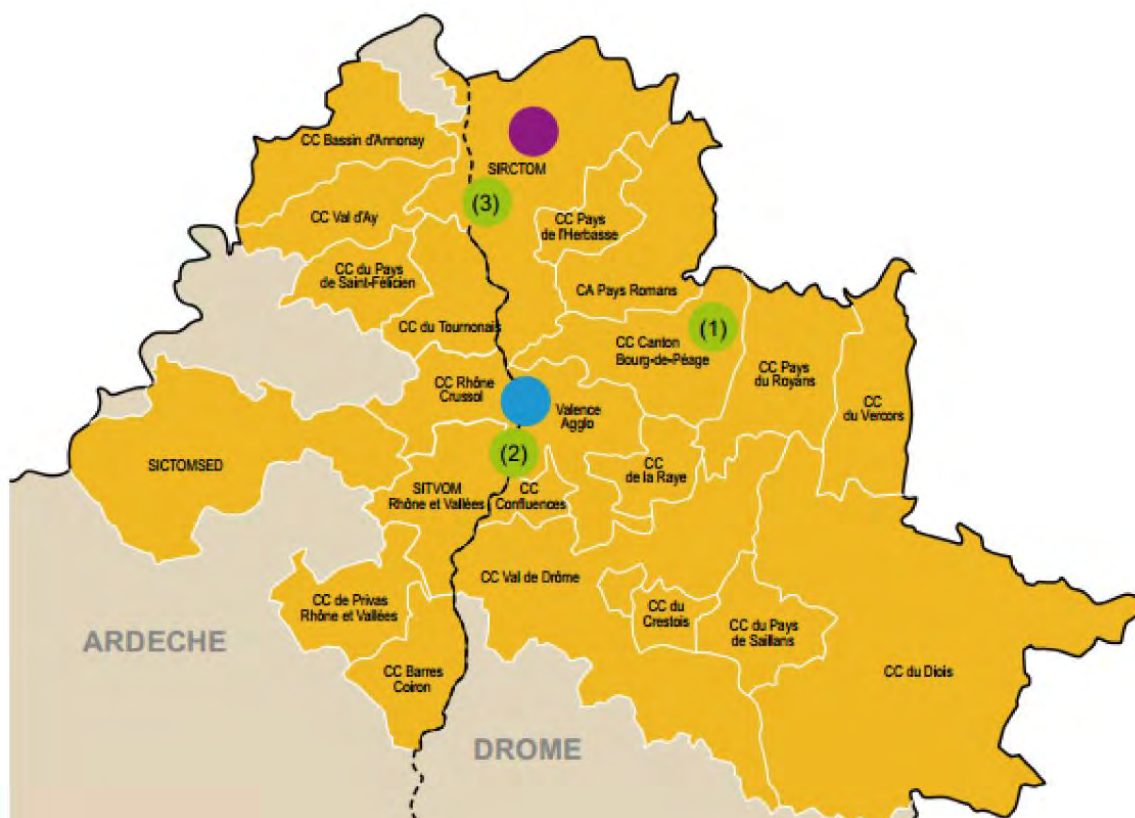 CC Bassin d'Annonay
SIRCTOM
(3)
CC Val d'Ay
CC Pays
de l'Herbasse
CC du Pays
de Saint-Félicien
CA Pays Romans
CC du Tournonais
(1)
CC Canton
Bourg-de-Péage
CC Pays
du Royans
CC
du Vercors
CC Rhône
Crussol
Valence
Agglo
SICTOMSED
(2)
CC
de la Raye
SITVOM
Rhône et Vallées
CC
Confluences
CC Val de Drôme
CC de Privas
Rhône et Vallées
CC du
Crestois
CC du Pays
de Saillans
ARDECHE
CC Barres
Coiron
CC du Diois
DROME